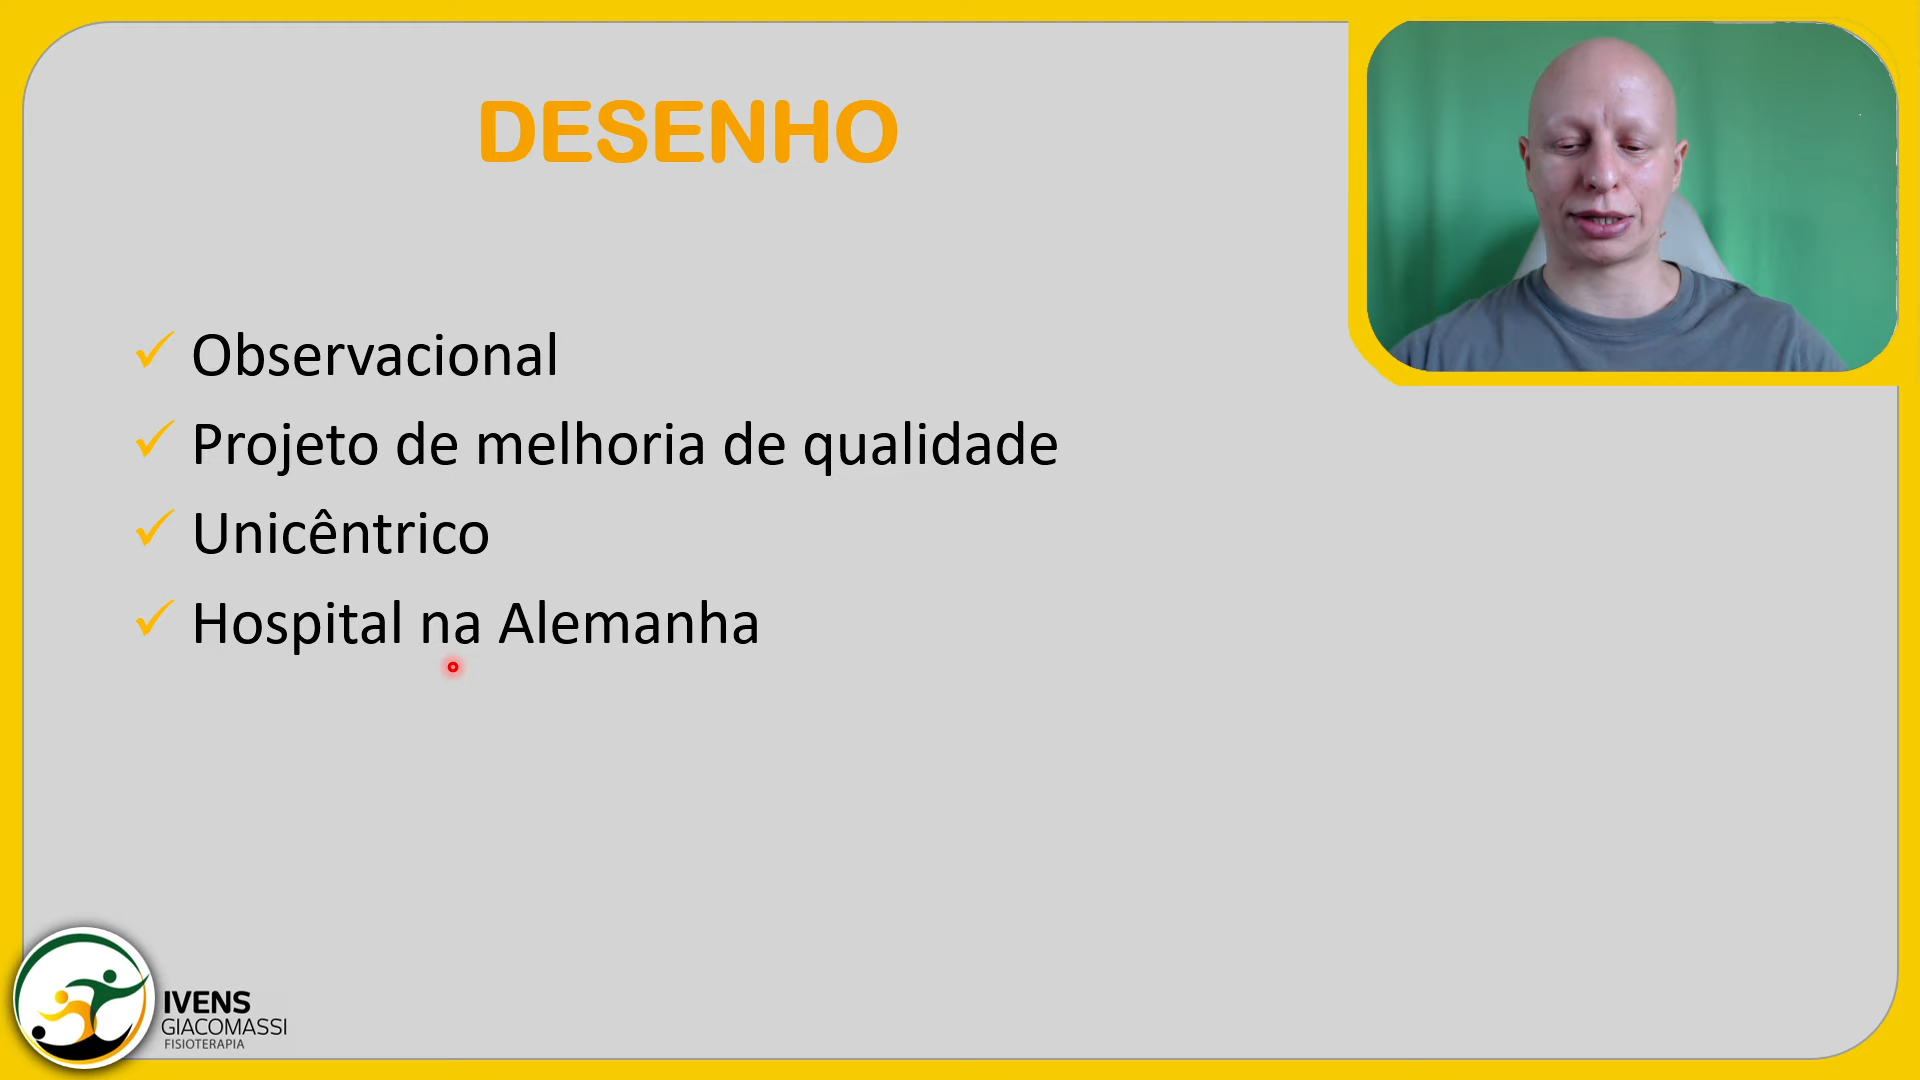 DESENHO
✓ Observacional
✓ Projeto de melhoria de qualidade
✓ Unicêntrico
✓ Hospital na Alemanha
IVENS
GIACOMASSI
FISIOTERAPIA